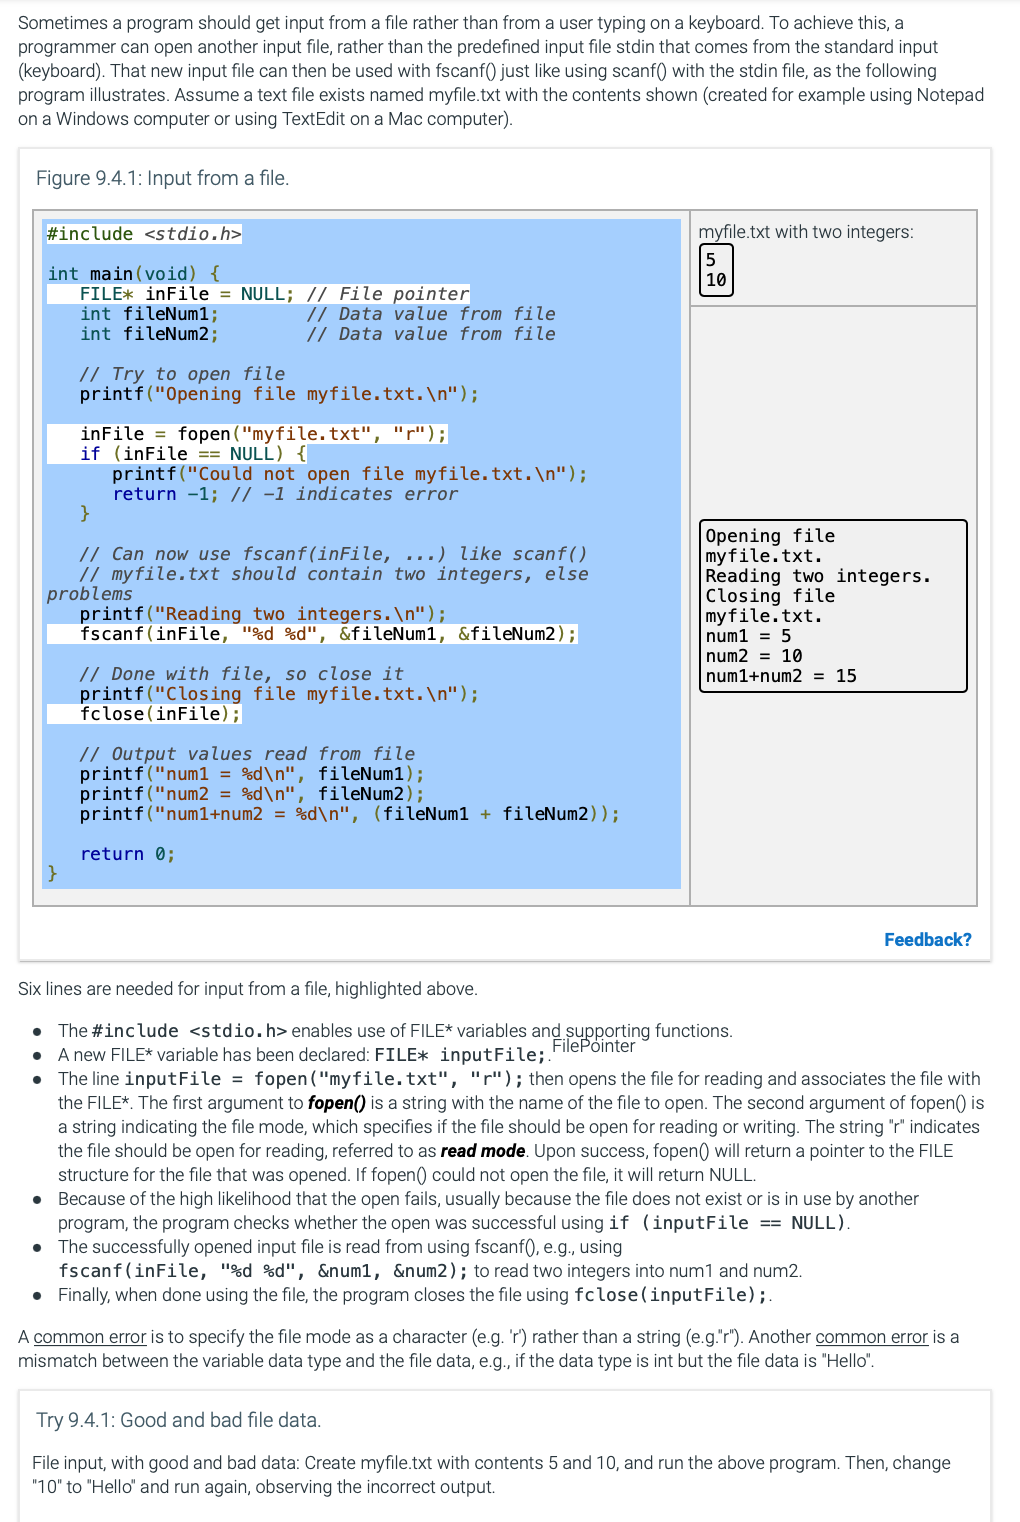 Sometimes a program should get input from a file rather than from a user typing on a keyboard. To achieve this, a
programmer can open another input file, rather than the predefined input file stdin that comes from the standard input
(keyboard). That new input file can then be used with fscanf() just like using scanf() with the stdin file, as the following
program illustrates. Assume a text file exists named myfile.txt with the contents shown (created for example using Notepad
on a Windows computer or using TextEdit on a Mac computer).
Figure 9.4.1: Input from a file.
#include <stdio.h>
int main(void) {
   FILE* inFile = NULL; // File pointer
   int fileNum1;        // Data value from file
   int fileNum2;        // Data value from file
   // Try to open file
   printf("Opening file myfile.txt.\n");
   inFile = fopen("myfile.txt", "r");
   if (inFile == NULL) {
      printf("Could not open file myfile.txt.\n");
      return -1; // -1 indicates error
   }
   // Can now use fscanf(inFile, ...) like scanf()
   // myfile.txt should contain two integers, else
problems
   printf("Reading two integers.\n");
   fscanf(inFile, "%d %d", &fileNum1, &fileNum2);
   // Done with file, so close it
   printf("Closing file myfile.txt.\n");
   fclose(inFile);
   // Output values read from file
   printf("num1 = %d\n", fileNum1);
   printf("num2 = %d\n", fileNum2);
   printf("num1+num2 = %d\n", (fileNum1 + fileNum2));
   return 0;
}
myfile.txt with two integers:
5
10
Opening file
myfile.txt.
Reading two integers.
Closing file
myfile.txt.
num1 = 5
num2 = 10
num1+num2 = 15
Feedback?
Six lines are needed for input from a file, highlighted above.
● The #include <stdio.h> enables use of FILE* variables and supporting functions.
● A new FILE* variable has been declared: FILE* inputFile;. FilePointer
● The line inputFile = fopen("myfile.txt", "r"); then opens the file for reading and associates the file with
the FILE*. The first argument to fopen() is a string with the name of the file to open. The second argument of fopen() is
a string indicating the file mode, which specifies if the file should be open for reading or writing. The string "r" indicates
the file should be open for reading, referred to as read mode. Upon success, fopen() will return a pointer to the FILE
structure for the file that was opened. If fopen() could not open the file, it will return NULL.
● Because of the high likelihood that the open fails, usually because the file does not exist or is in use by another
program, the program checks whether the open was successful using if (inputFile == NULL).
● The successfully opened input file is read from using fscanf(), e.g., using
fscanf(inFile, "%d %d", &num1, &num2); to read two integers into num1 and num2.
● Finally, when done using the file, the program closes the file using fclose(inputFile);.
A common error is to specify the file mode as a character (e.g. 'r') rather than a string (e.g."r"). Another common error is a
mismatch between the variable data type and the file data, e.g., if the data type is int but the file data is "Hello".
Try 9.4.1: Good and bad file data.
File input, with good and bad data: Create myfile.txt with contents 5 and 10, and run the above program. Then, change
"10" to "Hello" and run again, observing the incorrect output.